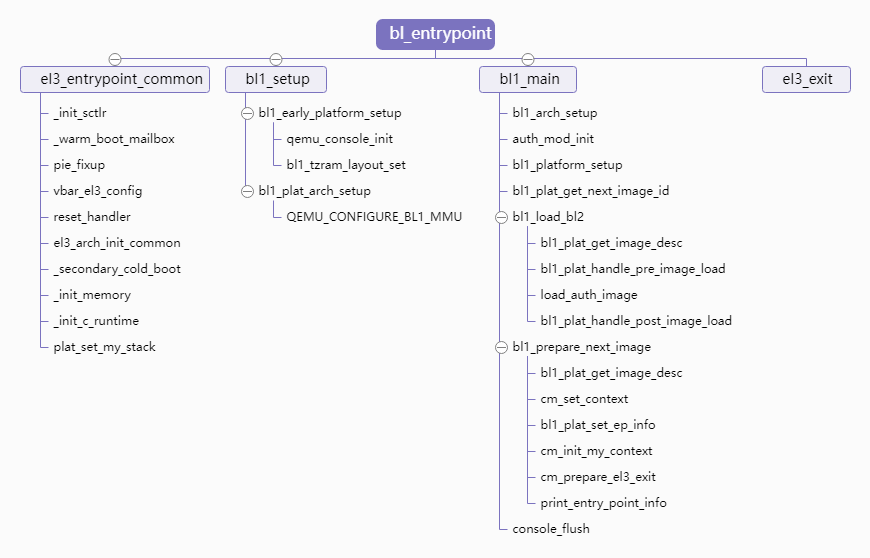 bl_entrypoint
el3_entrypoint_common
_init_sctlr
_warm_boot_mailbox
pie_fixup
vbar_el3_config
reset_handler
el3_arch_init_common
_secondary_cold_boot
_init_memory
_init_c_runtime
plat_set_my_stack
bl1_setup
bl1_early_platform_setup
qemu_console_init
bl1_tzram_layout_set
bl1_plat_arch_setup
QEMU_CONFIGURE_BL1_MMU
bl1_main
bl1_arch_setup
auth_mod_init
bl1_platform_setup
bl1_plat_get_next_image_id
bl1_load_bl2
bl1_plat_get_image_desc
bl1_plat_handle_pre_image_load
load_auth_image
bl1_plat_handle_post_image_load
bl1_prepare_next_image
bl1_plat_get_image_desc
cm_set_context
bl1_plat_set_ep_info
cm_init_my_context
cm_prepare_el3_exit
print_entry_point_info
console_flush
el3_exit